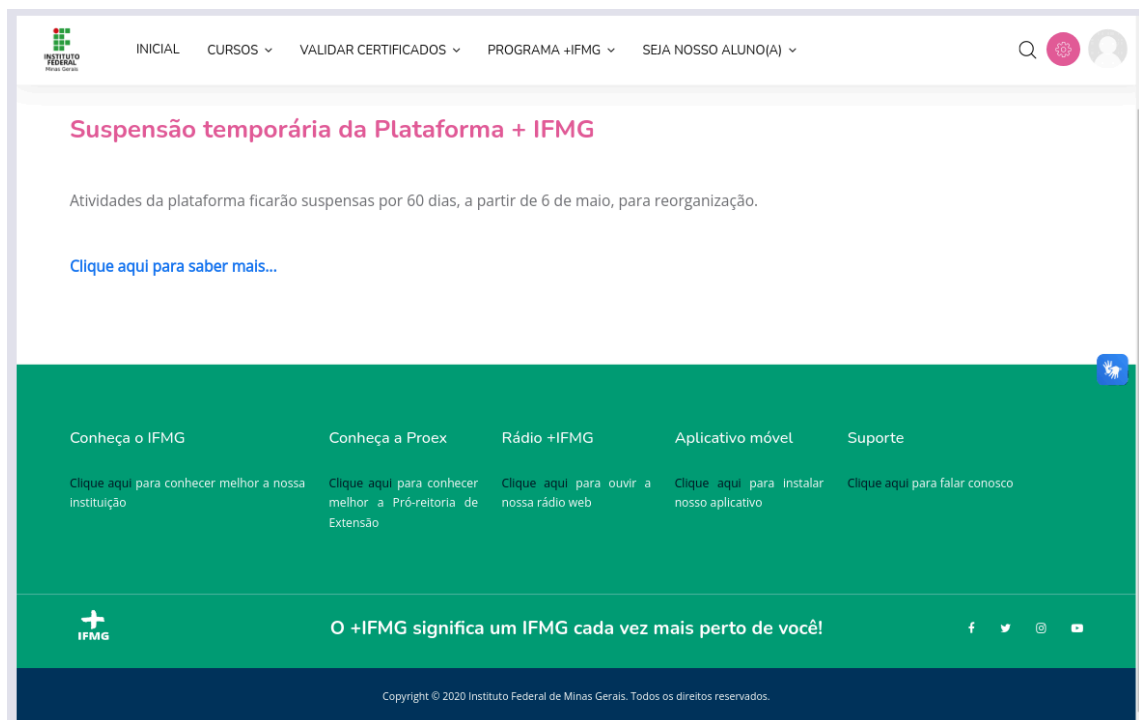 INSTITUTO
FEDERAL
Minas Gerais
INICIAL CURSOS VALIDAR CERTIFICADOS PROGRAMA +IFMG SEJA NOSSO ALUNO(A)
Suspensão temporária da Plataforma + IFMG
Atividades da plataforma ficarão suspensas por 60 dias, a partir de 6 de maio, para reorganização.
Clique aqui para saber mais...
Conheça o IFMG
Clique aqui para conhecer melhor a nossa
instituição
Conheça a Proex
Clique aqui para conhecer
melhor a Pró-reitoria de
Extensão
Rádio +IFMG
Clique aqui para ouvir a
nossa rádio web
Aplicativo móvel
Clique aqui para instalar
nosso aplicativo
Suporte
Clique aqui para falar conosco
IFMG
O +IFMG significa um IFMG cada vez mais perto de você!
Copyright © 2020 Instituto Federal de Minas Gerais. Todos os direitos reservados.